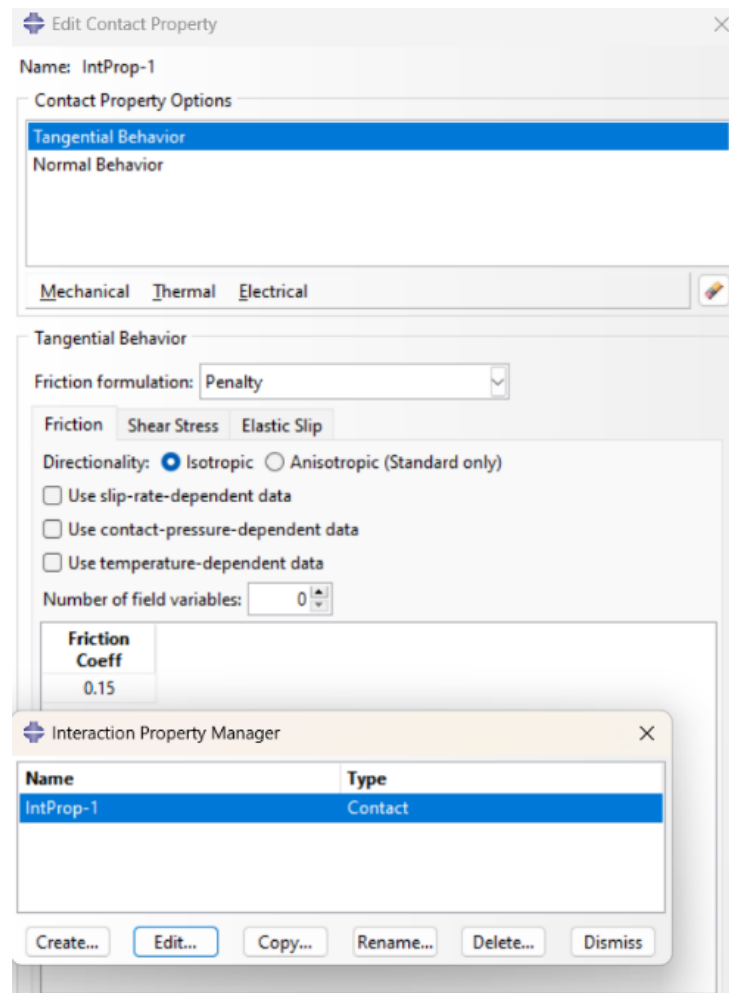 Edit Contact Property
Name: IntProp-1
Contact Property Options
Tangential Behavior
Normal Behavior
Mechanical Thermal Electrical
Tangential Behavior
Friction formulation: Penalty
Friction Shear Stress Elastic Slip
Directionality: Isotropic Anisotropic (Standard only)
Use slip-rate-dependent data
Use contact-pressure-dependent data
Use temperature-dependent data
Number of field variables: 0
Friction
Coeff
0.15
Interaction Property Manager
Name Type
IntProp-1 Contact
Create... Edit... Copy... Rename... Delete... Dismiss